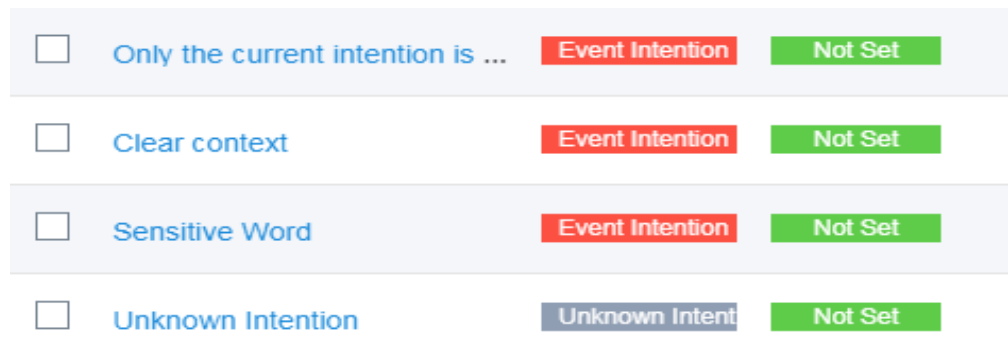 Only the current intention is ... Event Intention Not Set
Clear context Event Intention Not Set
Sensitive Word Event Intention Not Set
Unknown Intention Unknown Intent Not Set